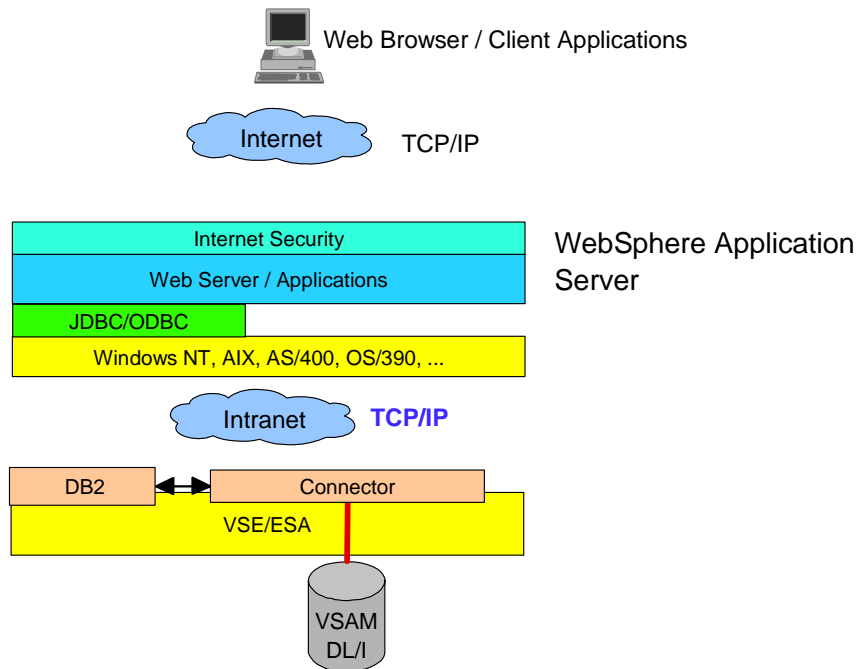 Web Browser / Client Applications
Internet
TCP/IP
Internet Security
WebSphere Application
Server
Web Server / Applications
JDBC/ODBC
Windows NT, AIX, AS/400, OS/390, ...
Intranet
TCP/IP
DB2
Connector
VSE/ESA
VSAM
DL/I